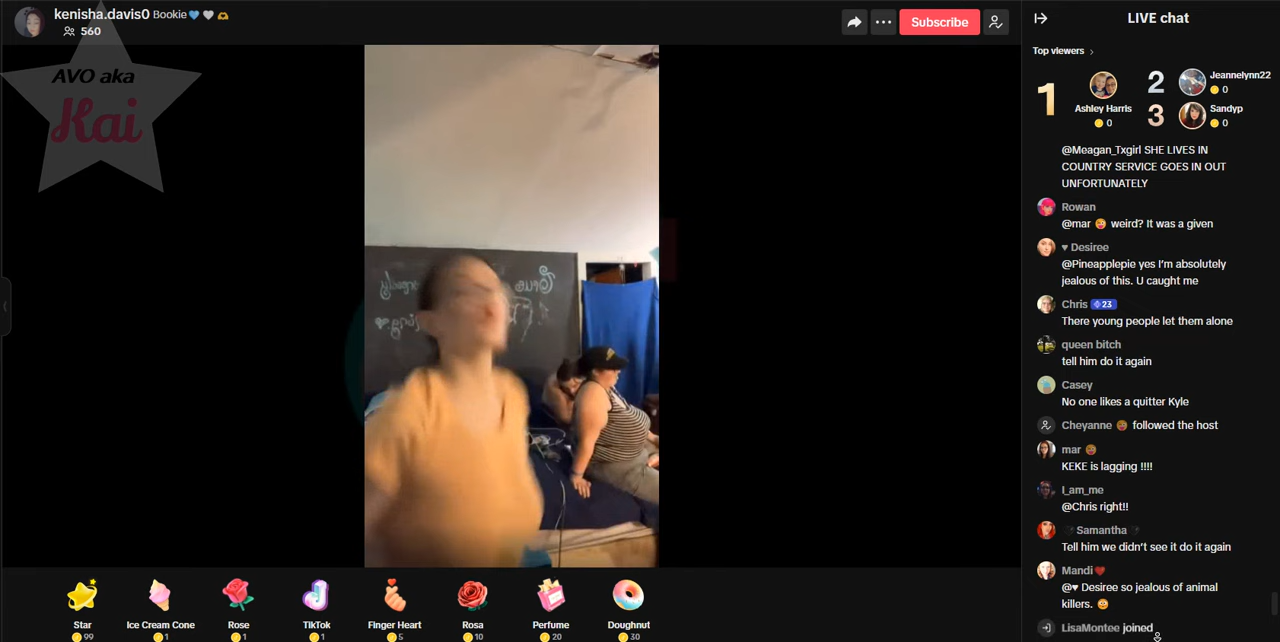 kenisha.davis0 Bookie
560
Subscribe
AVO aka
Kai
LIVE chat
Top viewers
1
Ashley Harris
0
2
Jeannelynn22
0
3
Sandyp
0
@Meagan_Txgirl SHE LIVES IN
COUNTRY SERVICE GOES IN OUT
UNFORTUNATELY
Rowan
@mar 😜 weird? It was a given
♥ Desiree
@Pineapplepie yes I'm absolutely
jealous of this. U caught me
Chris 23
There young people let them alone
queen bitch
tell him do it again
Casey
No one likes a quitter Kyle
Cheyanne followed the host
mar
KEKE is lagging !!!!
I_am_me
@Chris right!!
Samantha
Tell him we didn't see it do it again
Mandi♥
@♥ Desiree so jealous of animal
killers.
LisaMontee joined
Star
99
Ice Cream Cone
1
Rose
1
TikTok
1
Finger Heart
5
Rosa
10
Perfume
20
Doughnut
30